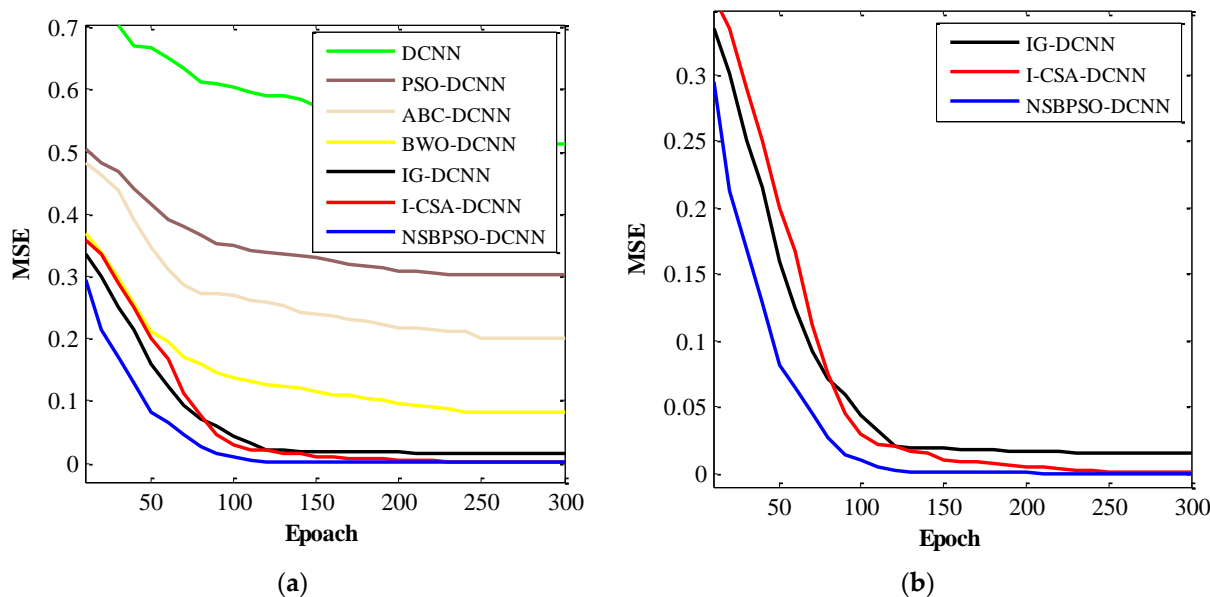 0.7
0.6
0.5
0.4
0.3
0.2
0.1
0
MSE
DCNN
PSO-DCNN
ABC-DCNN
BWO-DCNN
IG-DCNN
I-CSA-DCNN
NSBPSO-DCNN
50 100 150 200 250 300
Epoach
(a)
0.3
0.25
0.2
0.15
0.1
0.05
0
MSE
IG-DCNN
I-CSA-DCNN
NSBPSO-DCNN
50 100 150 200 250 300
Epoch
(b)